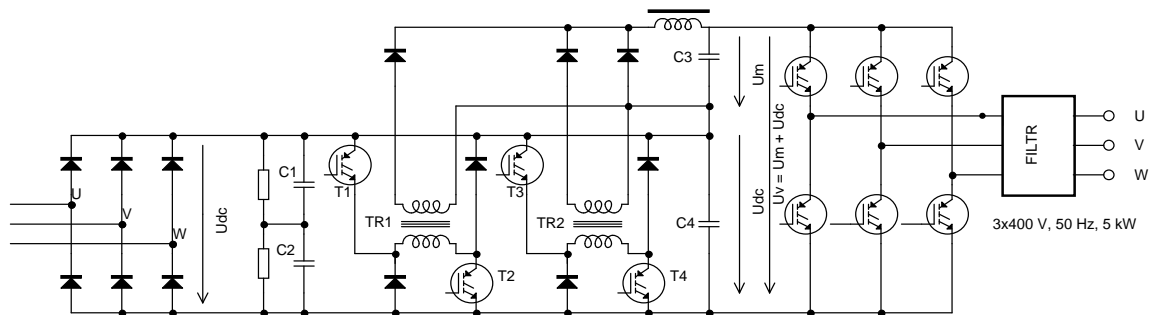 C3
Um
Udc
Uv = Um + Udc
U
V
W
FILTR
3x400 V, 50 Hz, 5 kW
U
V
W
Udc
C1
C2
T1
T3
TR1
TR2
C4
T2
T4